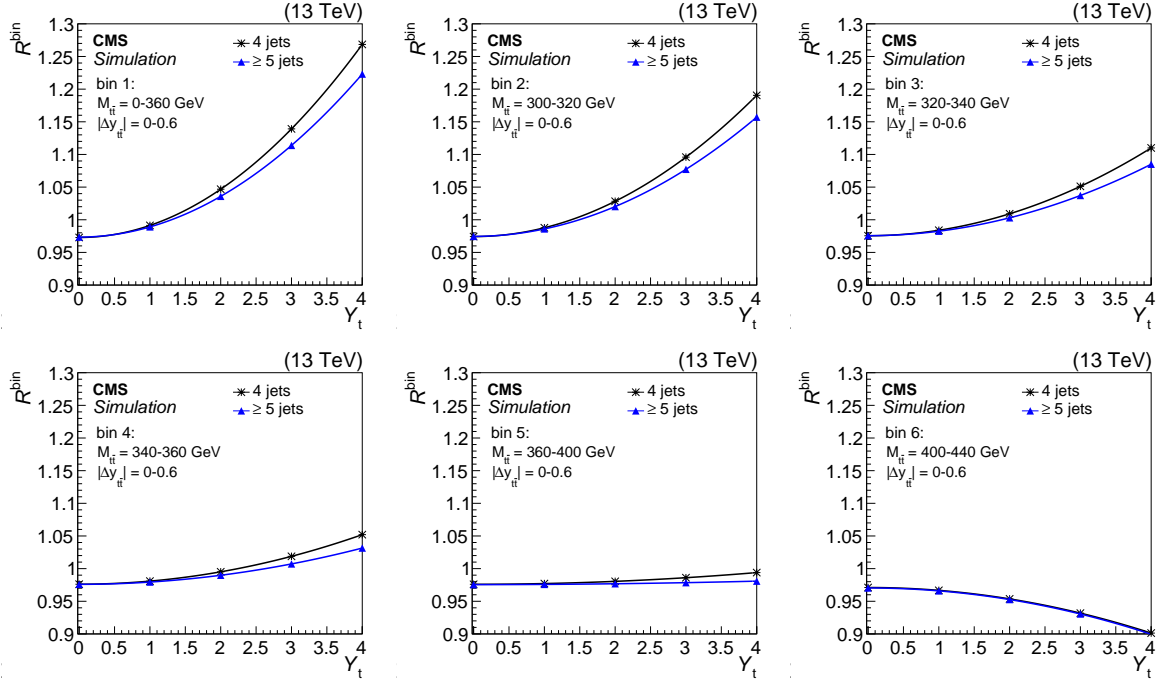 (13 TeV)
R^bin
1.3
1.25
1.2
1.15
1.1
1.05
1
0.95
0.9
CMS
Simulation
4 jets
≥ 5 jets
bin 1:
M_tt̄ = 0-360 GeV
|Δy_tt̄| = 0-0.6
0 0.5 1 1.5 2 2.5 3 3.5 4
Y_t
(13 TeV)
R^bin
1.3
1.25
1.2
1.15
1.1
1.05
1
0.95
0.9
CMS
Simulation
4 jets
≥ 5 jets
bin 2:
M_tt̄ = 300-320 GeV
|Δy_tt̄| = 0-0.6
0 0.5 1 1.5 2 2.5 3 3.5 4
Y_t
(13 TeV)
R^bin
1.3
1.25
1.2
1.15
1.1
1.05
1
0.95
0.9
CMS
Simulation
4 jets
≥ 5 jets
bin 3:
M_tt̄ = 320-340 GeV
|Δy_tt̄| = 0-0.6
0 0.5 1 1.5 2 2.5 3 3.5 4
Y_t
(13 TeV)
R^bin
1.3
1.25
1.2
1.15
1.1
1.05
1
0.95
0.9
CMS
Simulation
4 jets
≥ 5 jets
bin 4:
M_tt̄ = 340-360 GeV
|Δy_tt̄| = 0-0.6
0 0.5 1 1.5 2 2.5 3 3.5 4
Y_t
(13 TeV)
R^bin
1.3
1.25
1.2
1.15
1.1
1.05
1
0.95
0.9
CMS
Simulation
4 jets
≥ 5 jets
bin 5:
M_tt̄ = 360-400 GeV
|Δy_tt̄| = 0-0.6
0 0.5 1 1.5 2 2.5 3 3.5 4
Y_t
(13 TeV)
R^bin
1.3
1.25
1.2
1.15
1.1
1.05
1
0.95
0.9
CMS
Simulation
4 jets
≥ 5 jets
bin 6:
M_tt̄ = 400-440 GeV
|Δy_tt̄| = 0-0.6
0 0.5 1 1.5 2 2.5 3 3.5 4
Y_t